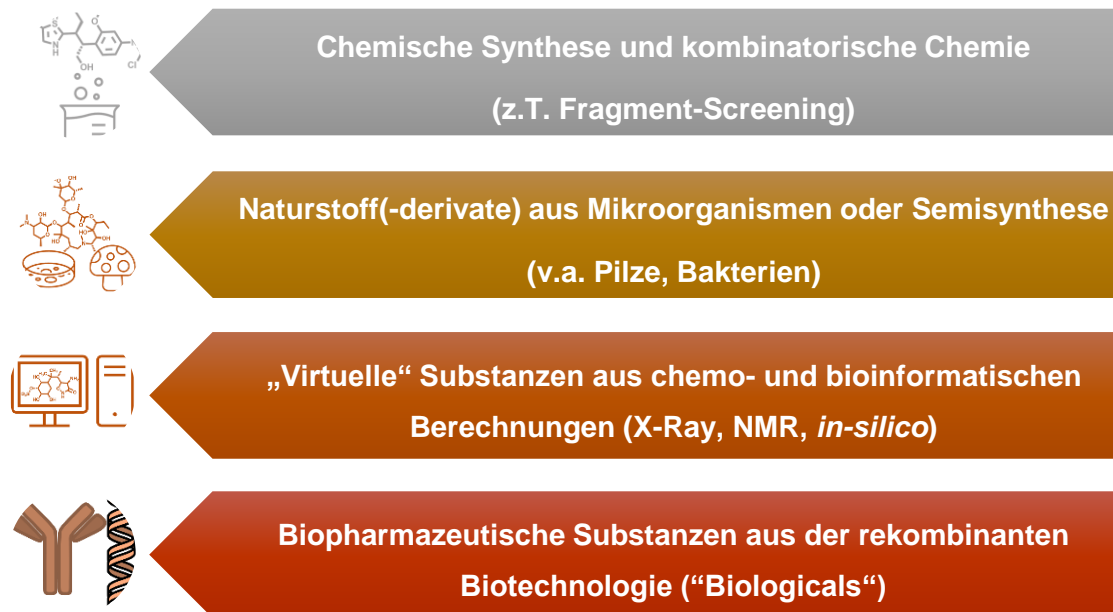 Chemische Synthese und kombinatorische Chemie
(z.T. Fragment-Screening)
Naturstoff(-derivate) aus Mikroorganismen oder Semisynthese
(v.a. Pilze, Bakterien)
„Virtuelle“ Substanzen aus chemo- und bioinformatischen
Berechnungen (X-Ray, NMR, in-silico)
Biopharmazeutische Substanzen aus der rekombinanten
Biotechnologie (“Biologicals“)